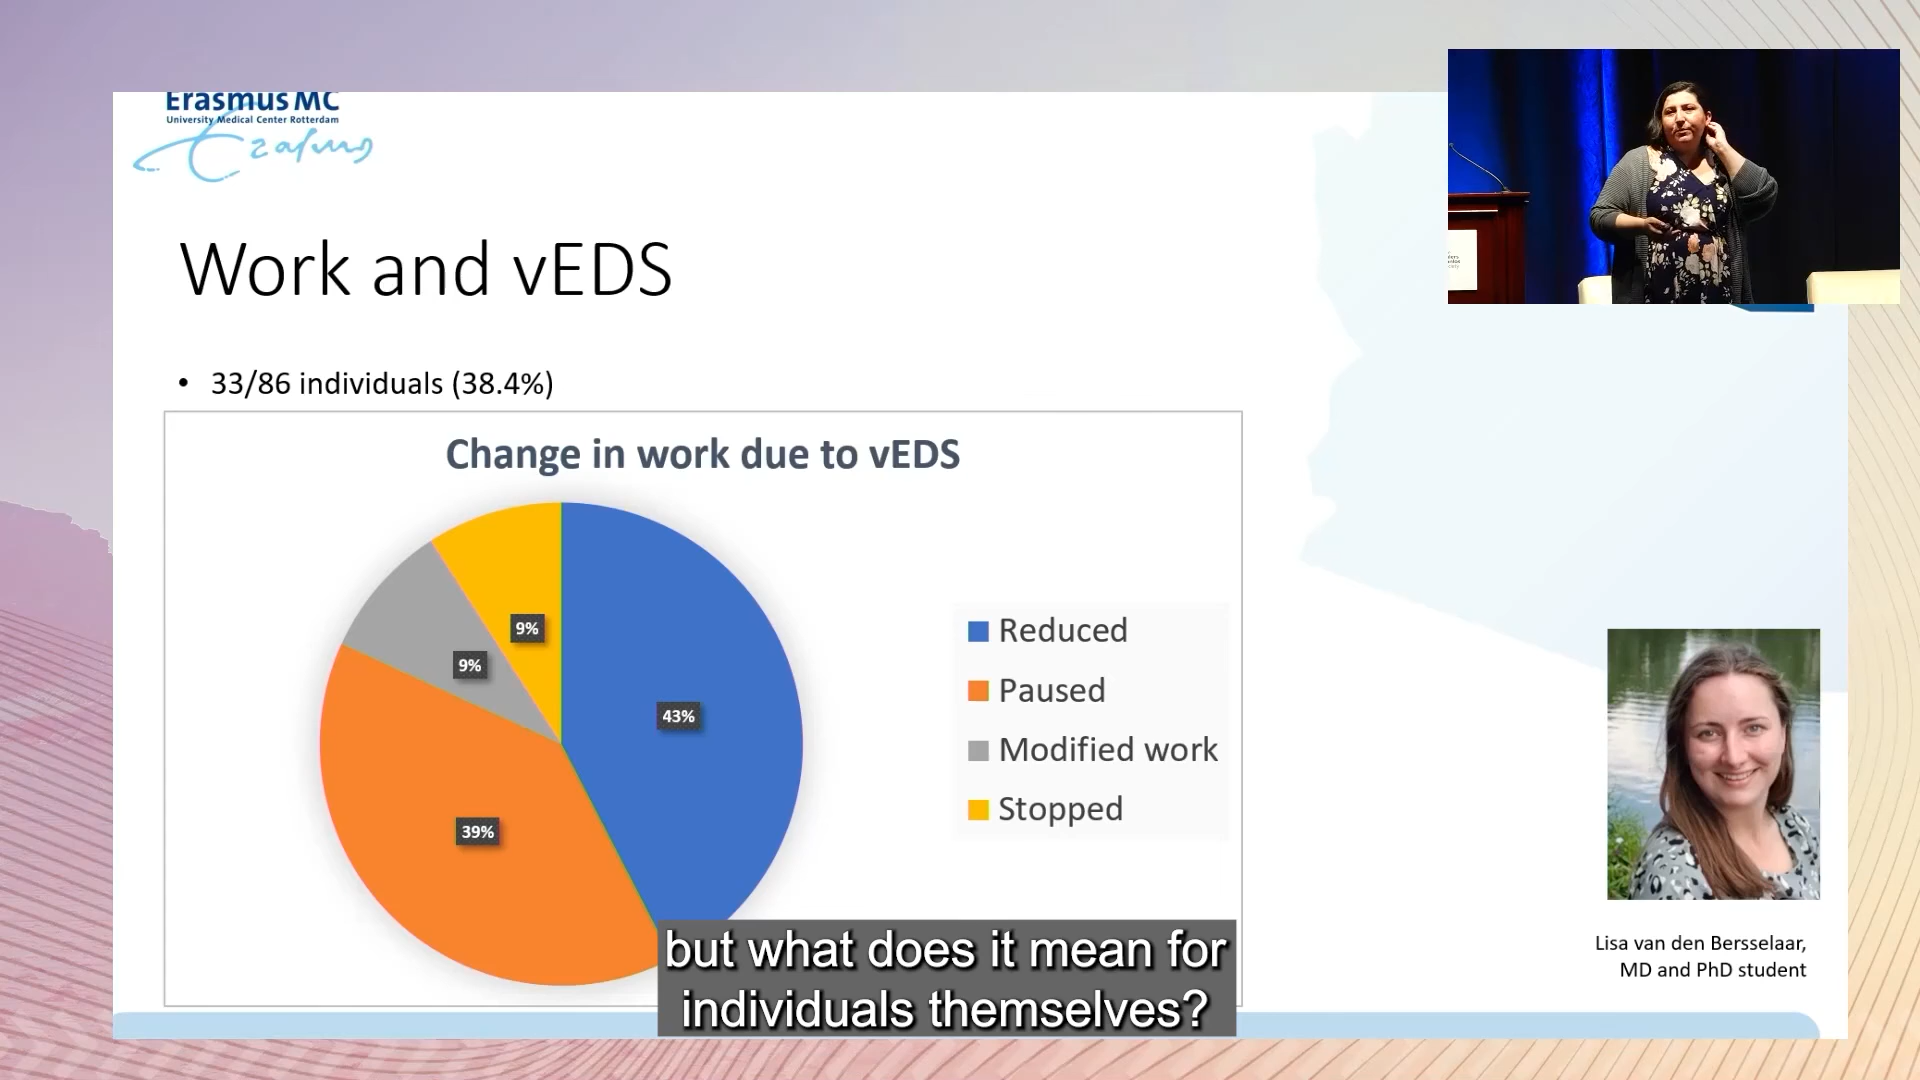 Erasmus MC
University Medical Center Rotterdam
Erasmus
Work and vEDS
• 33/86 individuals (38.4%)
Change in work due to vEDS
9%
9%
43%
39%
Reduced
Paused
Modified work
Stopped
Lisa van den Bersselaar,
MD and PhD student
but what does it mean for
individuals themselves?